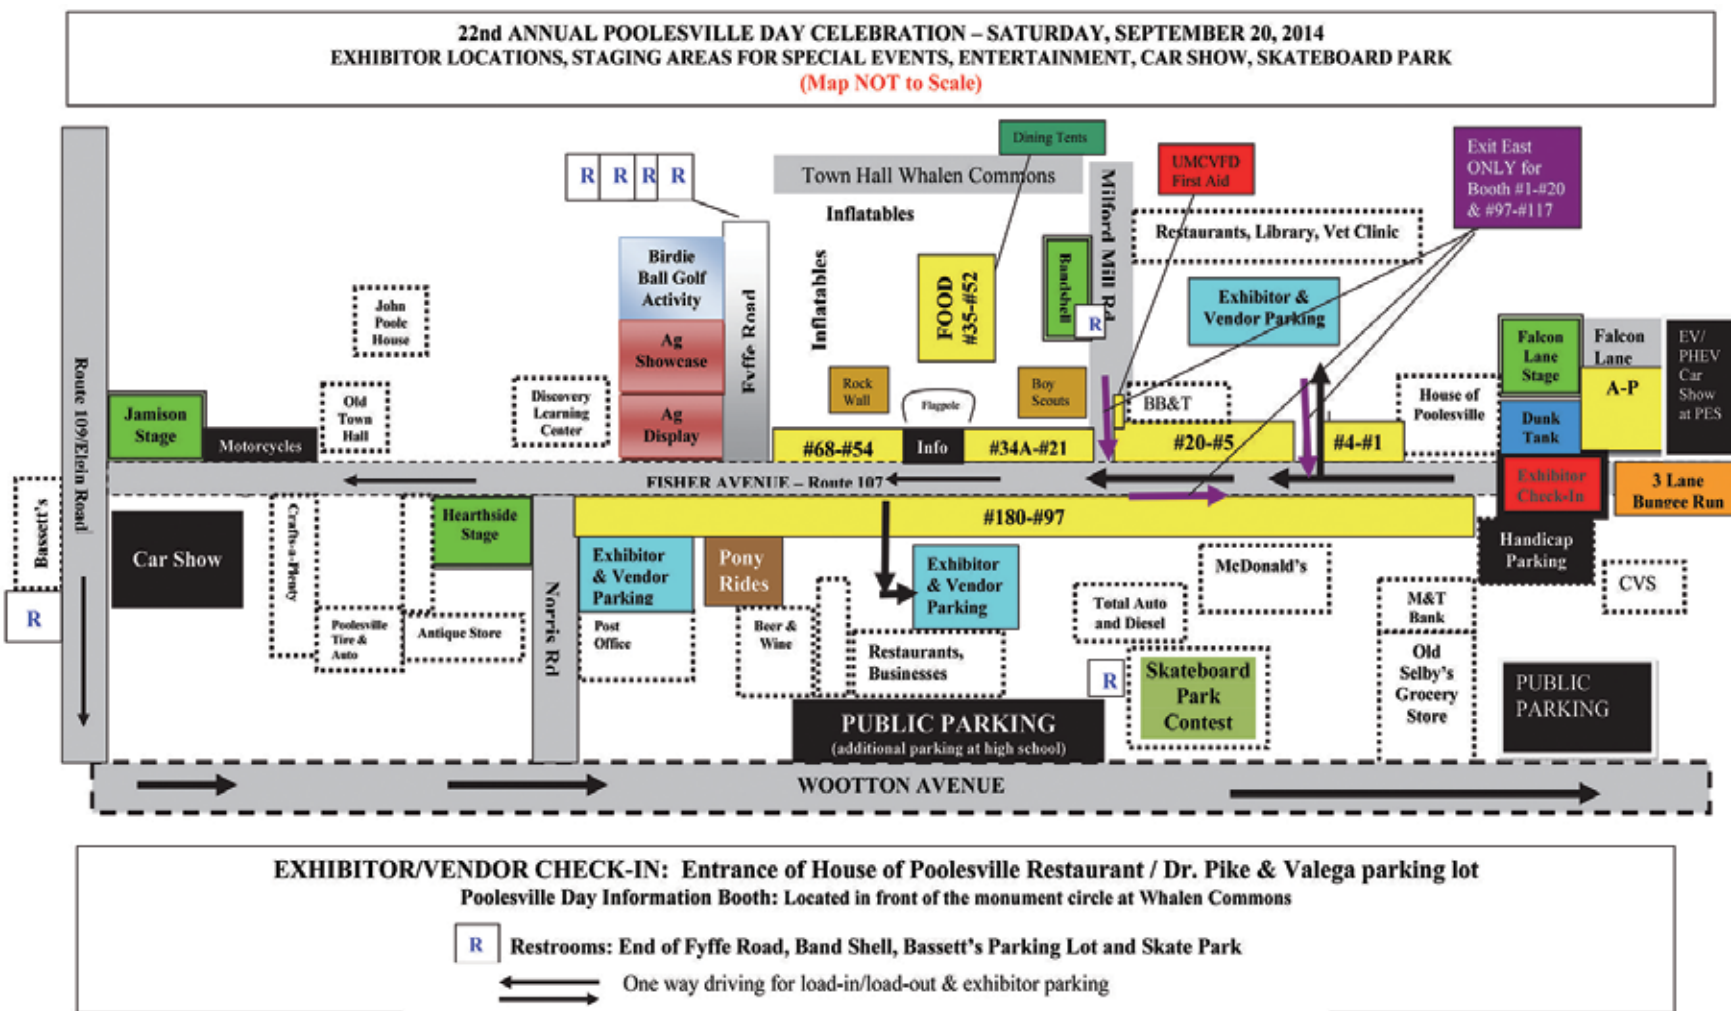 22nd ANNUAL POOLESVILLE DAY CELEBRATION – SATURDAY, SEPTEMBER 20, 2014
EXHIBITOR LOCATIONS, STAGING AREAS FOR SPECIAL EVENTS, ENTERTAINMENT, CAR SHOW, SKATEBOARD PARK
(Map NOT to Scale)
Dining Tents
UMCVFD
First Aid
Exit East
ONLY for
Booth #1-#20
& #97-#117
R R R R
Town Hall Whalen Commons
Inflatables
Inflatables
Milford Mill Rd
Restaurants, Library, Vet Clinic
Birdie
Ball Golf
Activity
Fyffe Road
FOOD
#35-#52
Bandshell
R
Exhibitor &
Vendor Parking
John
Poole
House
Ag
Showcase
Falcon
Lane
Stage
Falcon
Lane
EV/
PHEV
Car
Show
at PES
A-P
Route 109/Elgin Road
Jamison
Stage
Motorcycles
Old
Town
Hall
Discovery
Learning
Center
Ag
Display
Rock
Wall
Flagpole
Boy
Scouts
BB&T
House of
Poolesville
Dunk
Tank
#68-#54
Info
#34A-#21
#20-#5
#4-#1
FISHER AVENUE – Route 107
Exhibitor
Check-In
3 Lane
Bungee Run
Bassett's
R
Car Show
Crafts-a-Plenty
Hearthside
Stage
#180-#97
Handicap
Parking
Norris Rd
Exhibitor
& Vendor
Parking
Pony
Rides
Exhibitor
& Vendor
Parking
McDonald's
CVS
Poolesville
Tire &
Auto
Antique Store
Post
Office
Beer &
Wine
Restaurants,
Businesses
Total Auto
and Diesel
M&T
Bank
R
Skateboard
Park
Contest
Old
Selby's
Grocery
Store
PUBLIC
PARKING
PUBLIC PARKING
(additional parking at high school)
WOOTTON AVENUE
EXHIBITOR/VENDOR CHECK-IN: Entrance of House of Poolesville Restaurant / Dr. Pike & Valega parking lot
Poolesville Day Information Booth: Located in front of the monument circle at Whalen Commons
R Restrooms: End of Fyffe Road, Band Shell, Bassett's Parking Lot and Skate Park
One way driving for load-in/load-out & exhibitor parking